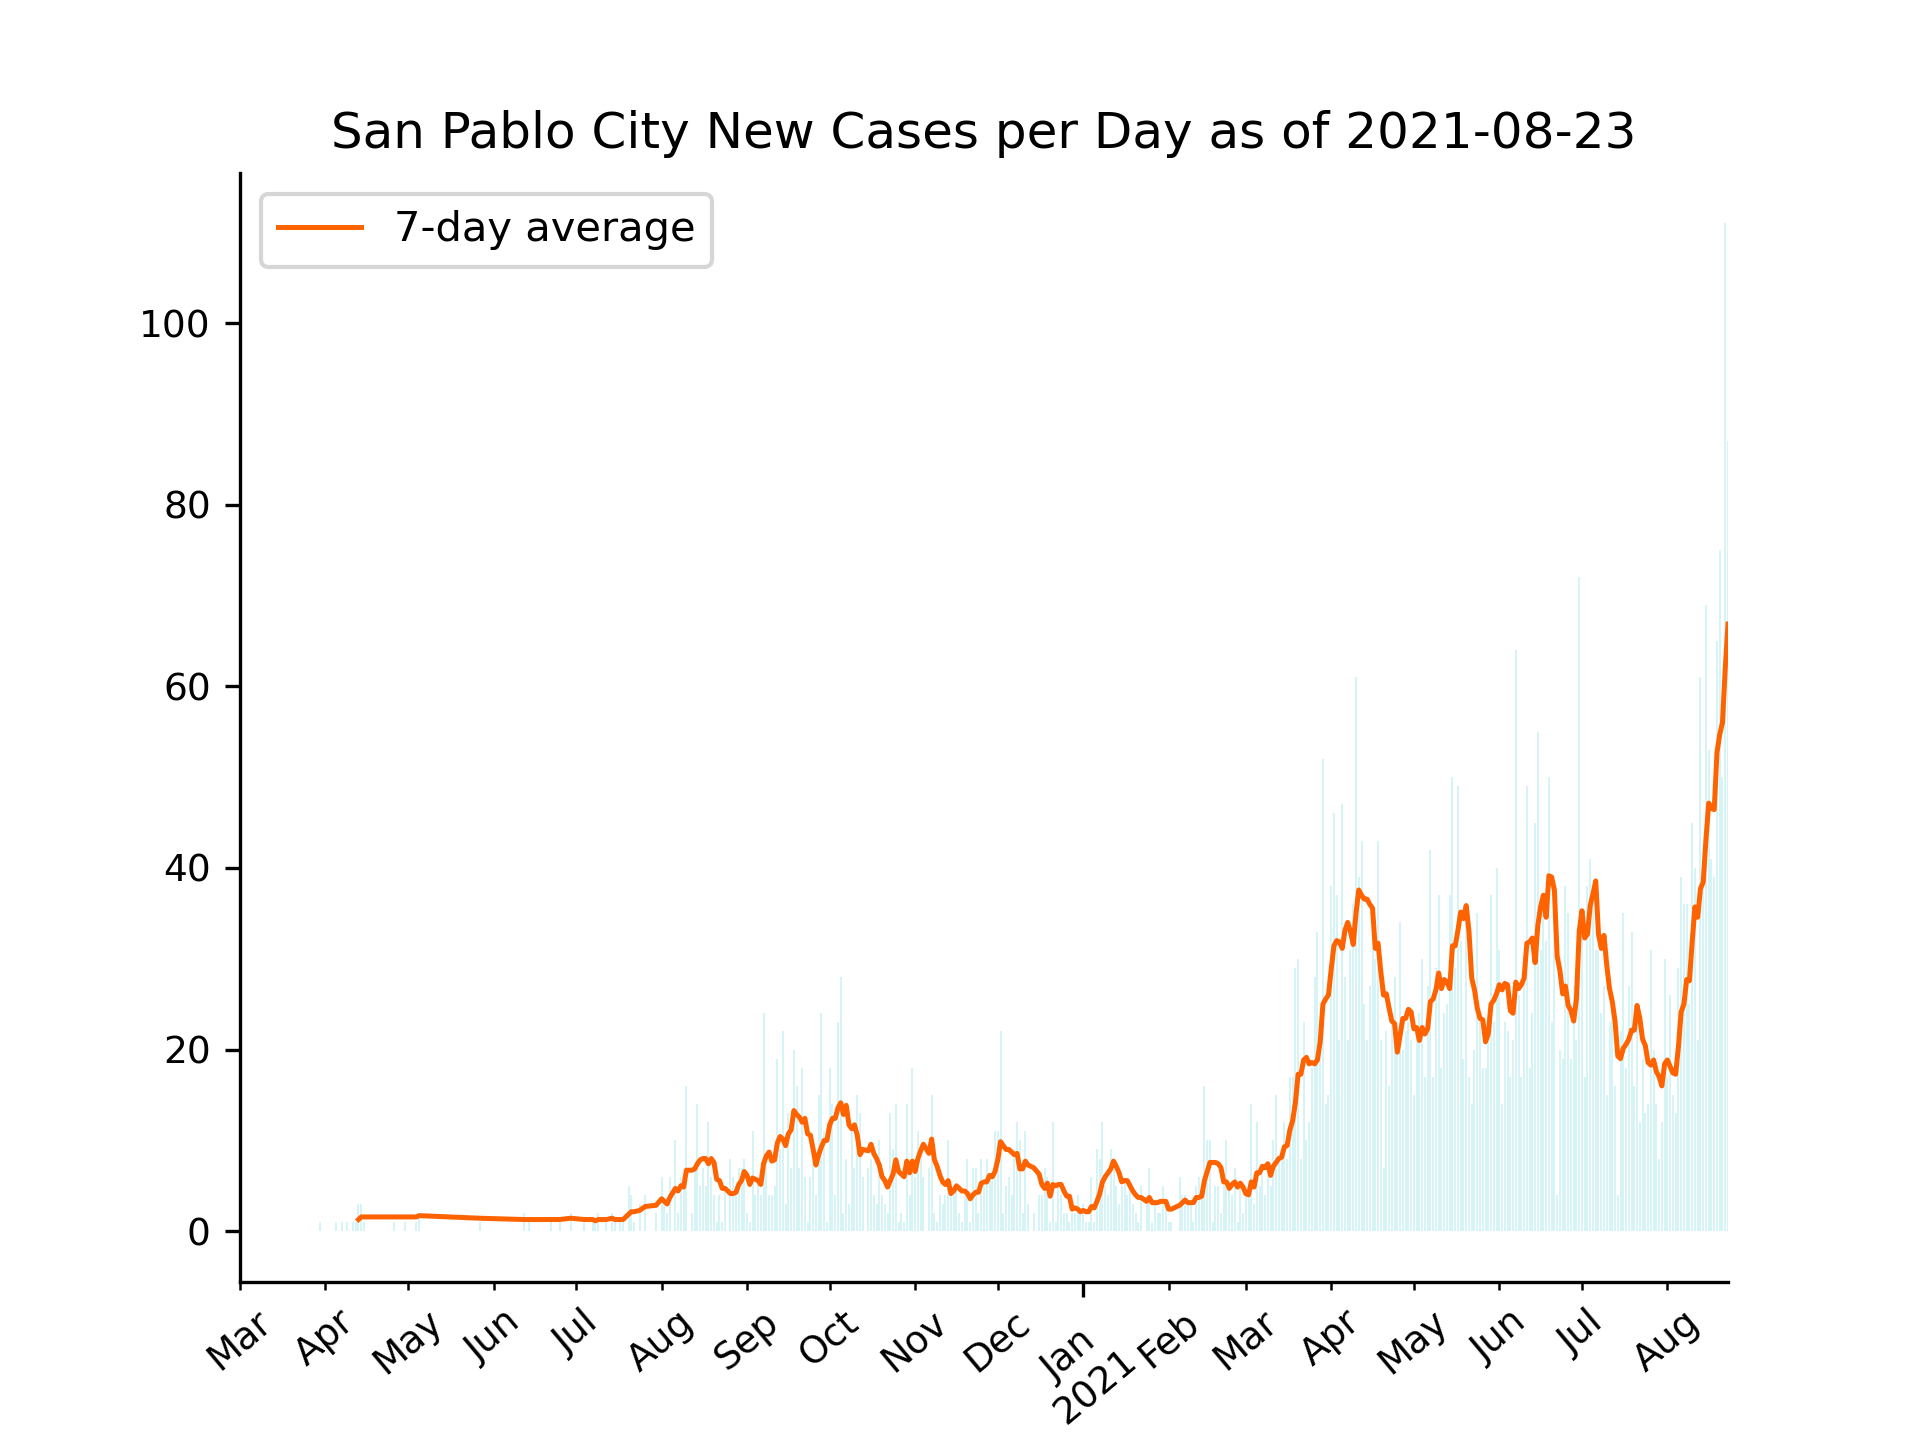 San Pablo City New Cases per Day as of 2021-08-23
7-day average
100
80
60
40
20
0
Mar
Apr
May
Jun
Jul
Aug
Sep
Oct
Nov
Dec
Jan
2021
Feb
Mar
Apr
May
Jun
Jul
Aug